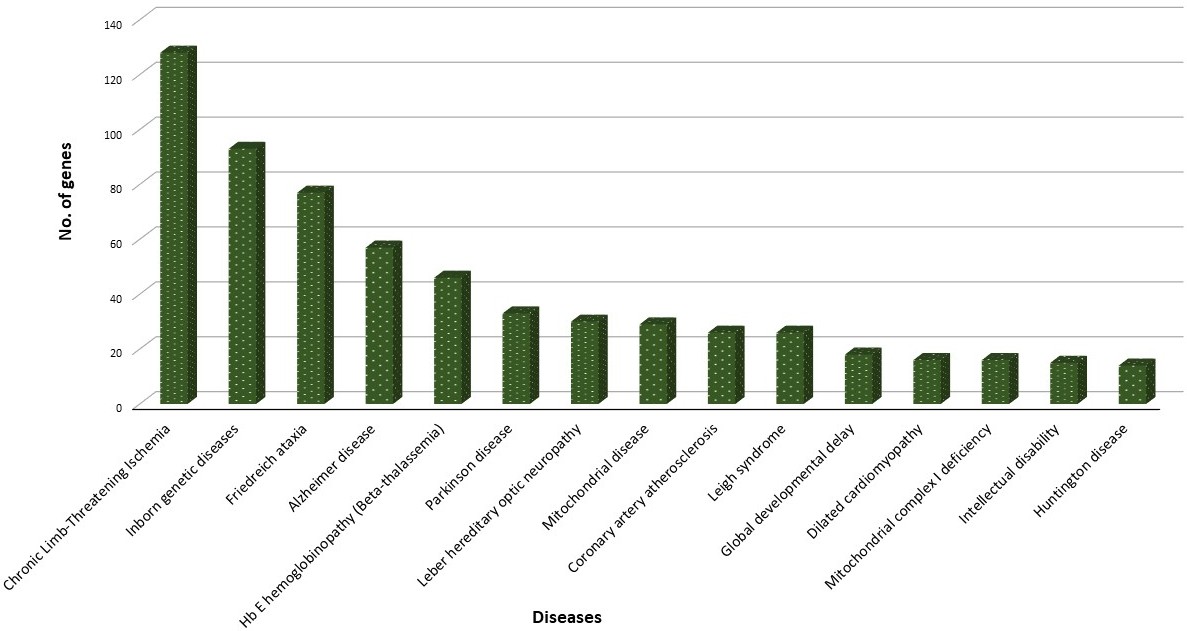 140
120
100
80
60
40
20
0
No. of genes
Chronic Limb-Threatening Ischemia
Inborn genetic diseases
Friedreich ataxia
Alzheimer disease
Hb E hemoglobinopathy (Beta-thalassemia)
Parkinson disease
Leber hereditary optic neuropathy
Mitochondrial disease
Coronary artery atherosclerosis
Leigh syndrome
Global developmental delay
Dilated cardiomyopathy
Mitochondrial complex I deficiency
Intellectual disability
Huntington disease
Diseases